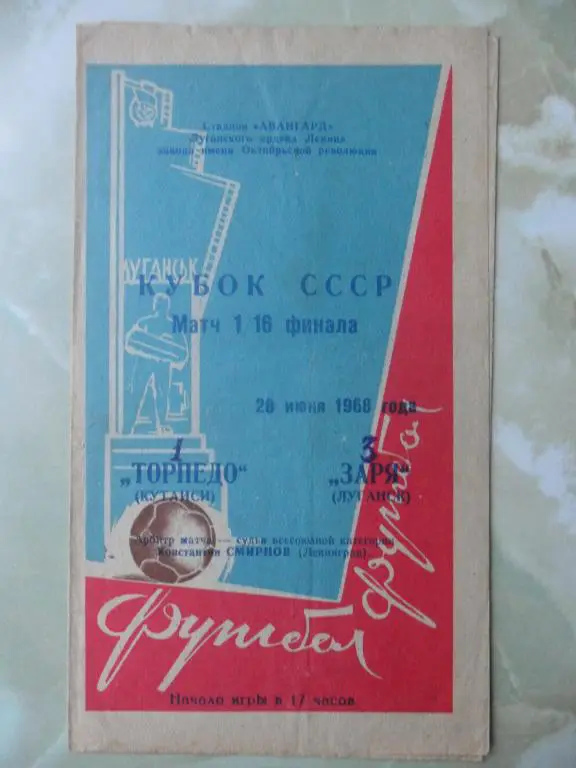 Стадион «АВАНГАРД»
Луганского ордена Ленина
завода имени Октябрьской революции
ЛУГАНСЬК
КУБОК СССР
Матч 1 16 финала
28 июня 1968 года
1 3
„ТОРПЕДО“ „ЗАРЯ“
(КУТАИСИ) (ЛУГАНСК)
Арбитр матча — судья всесоюзной категории
Константин СМИРНОВ (Ленинград).
Футбол
Футбол
Начало игры в 17 часов